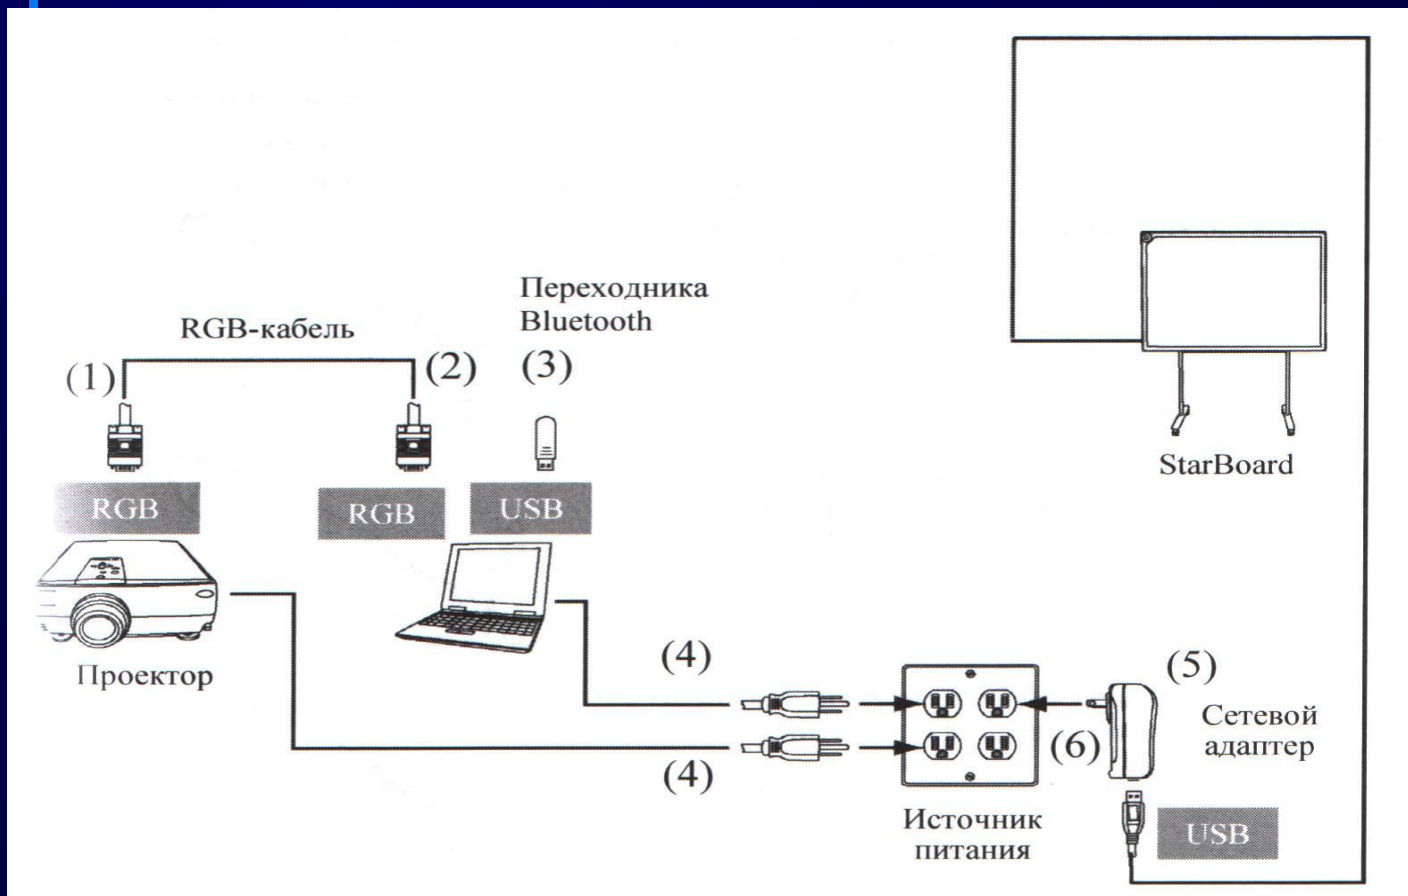 Переходника
Bluetooth
RGB-кабель
(1)
(2)
(3)
RGB
RGB
USB
StarBoard
Проектор
(4)
(4)
(5)
Сетевой
адаптер
(6)
Источник
питания
USB